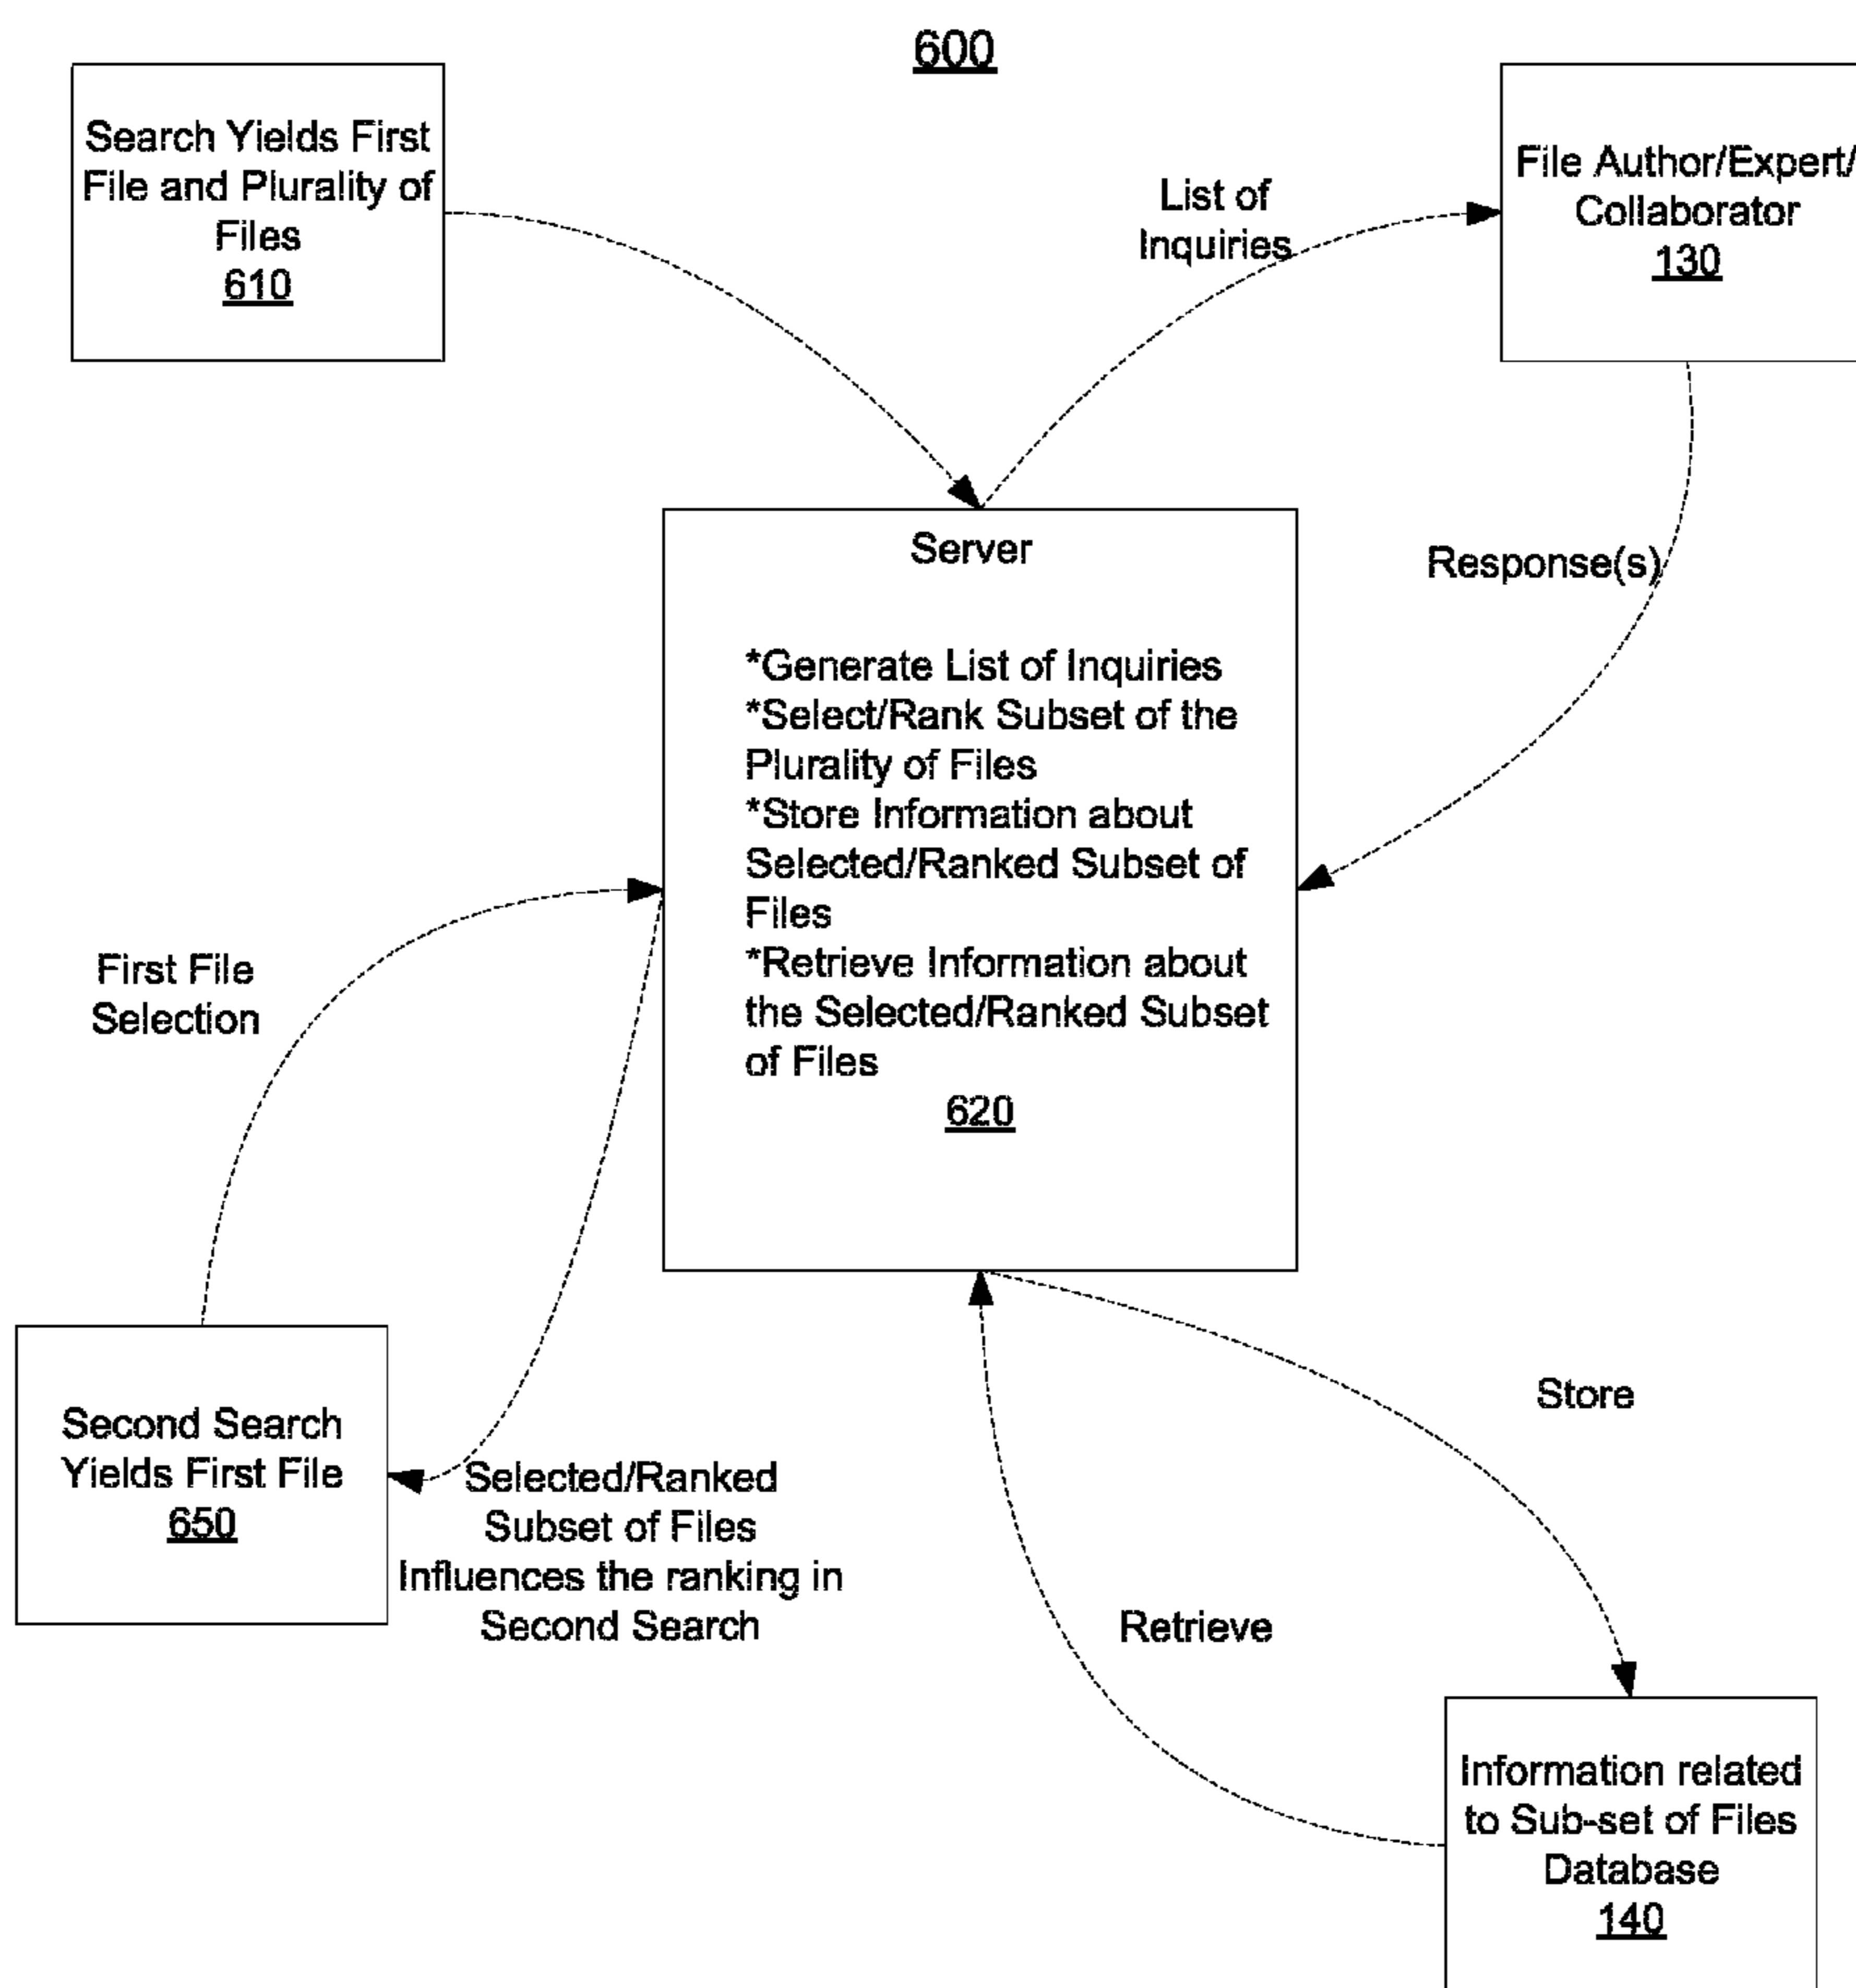 600
Search Yields First
File and Plurality of
Files
610
List of
Inquiries
File Author/Expert/
Collaborator
130
Response(s)
Server
*Generate List of Inquiries
*Select/Rank Subset of the
Plurality of Files
*Store Information about
Selected/Ranked Subset of
Files
*Retrieve Information about
the Selected/Ranked Subset
of Files
620
First File
Selection
Second Search
Yields First File
650
Selected/Ranked
Subset of Files
Influences the ranking in
Second Search
Store
Retrieve
Information related
to Sub-set of Files
Database
140